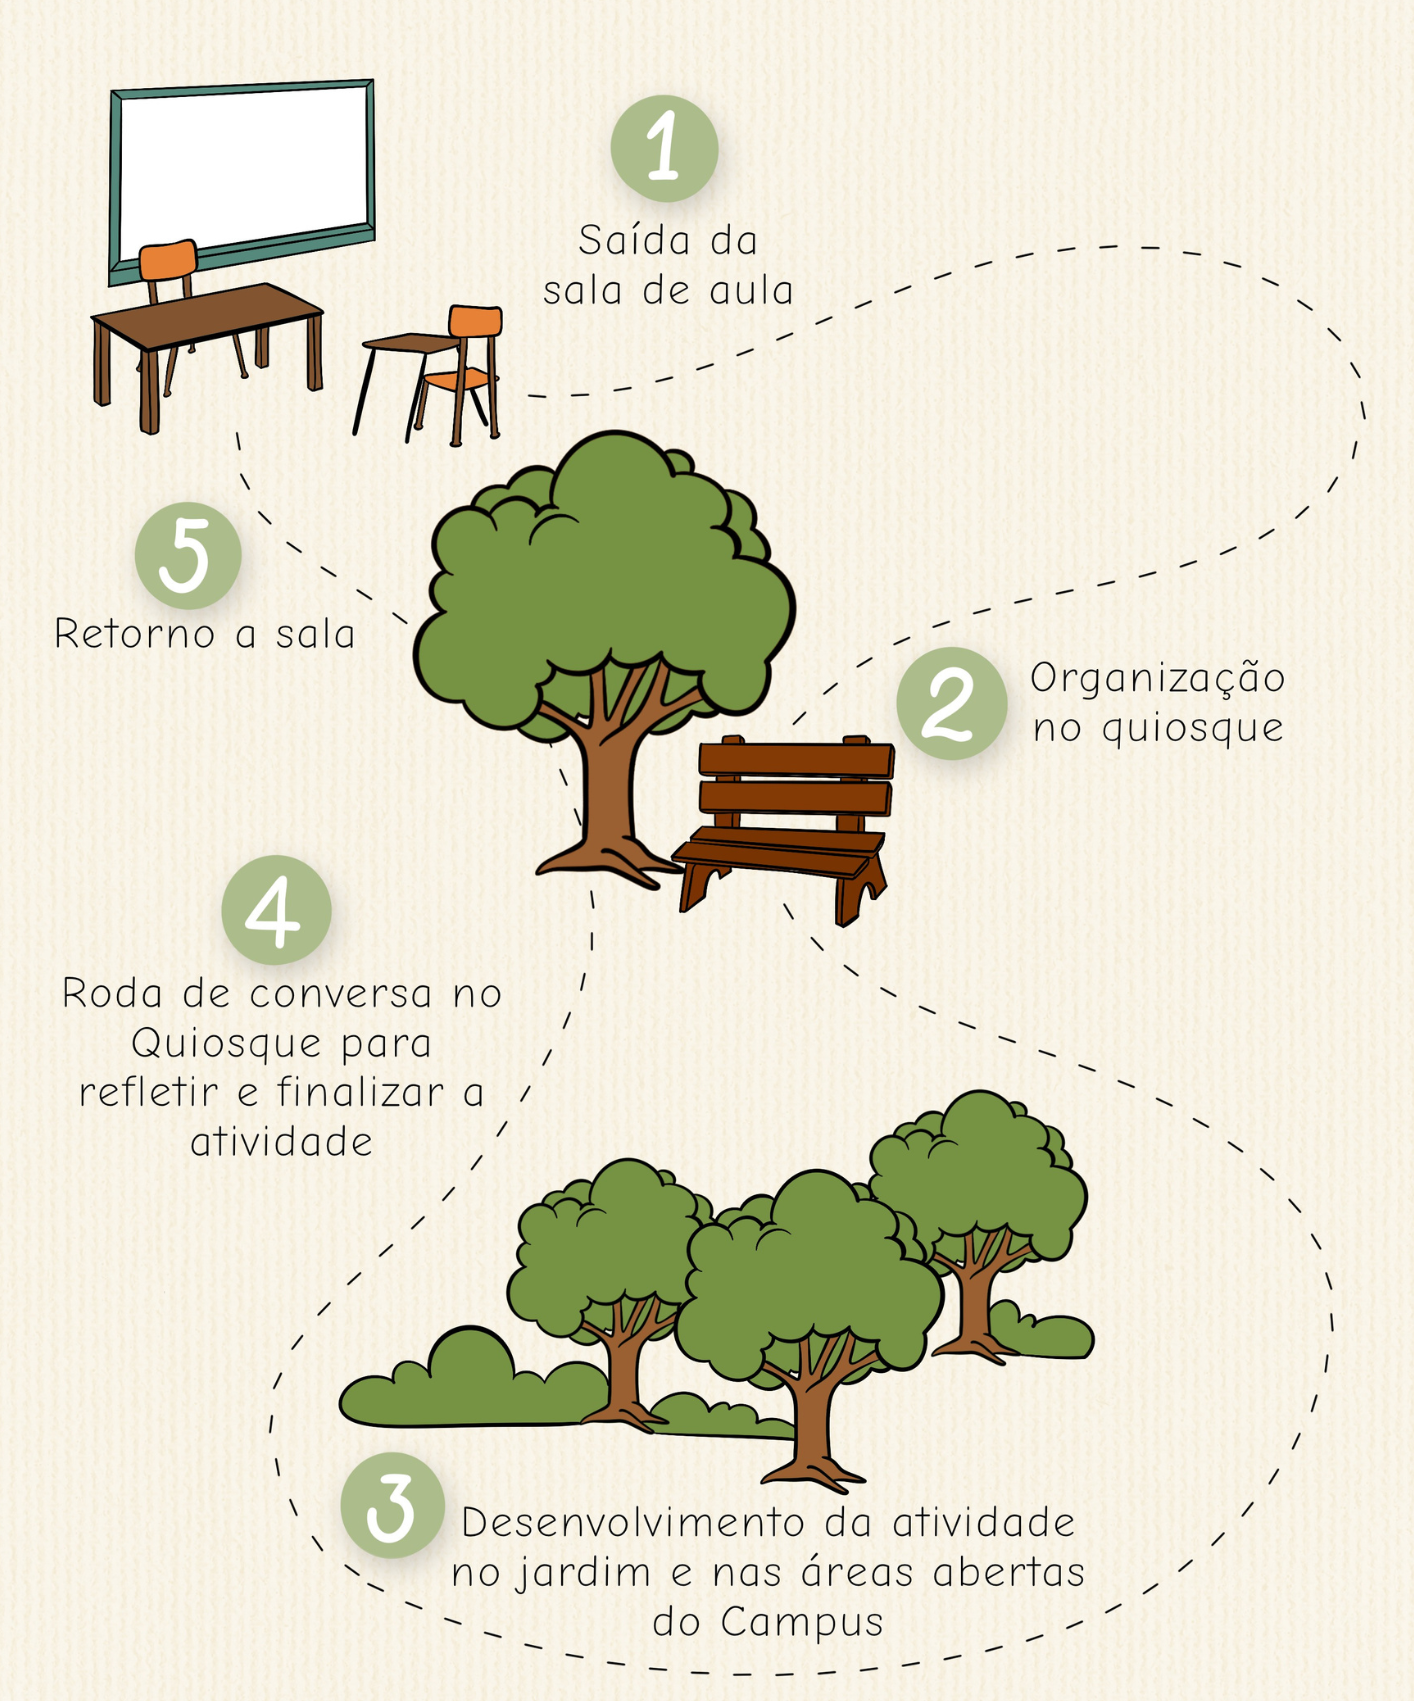 1
Saída da
sala de aula
2
Organização
no quiosque
3
Desenvolvimento da atividade
no jardim e nas áreas abertas
do Campus
4
Roda de conversa no
Quiosque para
refletir e finalizar a
atividade
5
Retorno a sala